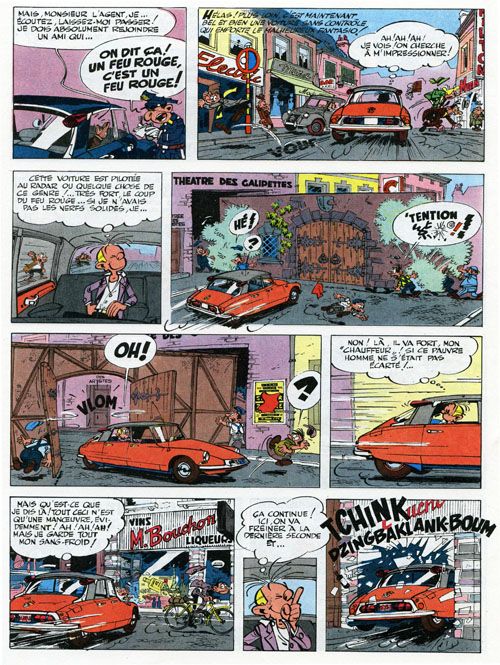 MAIS, MONSIEUR L'AGENT, JE...
ÉCOUTEZ, LAISSEZ-MOI PASSER!
JE DOIS ABSOLUMENT REJOINDRE
UN AMI QUI...
ON DIT ÇA!
UN FEU ROUGE,
C'EST UN
FEU ROUGE!
HÉLAS! PLUS LOIN, C'EST MAINTENANT
BEL ET BIEN UNE VOITURE SANS CONTRÔLE,
QUI EMPORTE LE MALHEUREUX FANTASIO,
AH! AH! AH!
JE VOIS! ON CHERCHE
À M'IMPRESSIONNER!
CETTE VOITURE EST PILOTÉE
AU RADAR OU QUELQUE CHOSE DE
CE GENRE!... TRÈS FORT, LE COUP
DU FEU ROUGE... SI JE N'AVAIS
PAS LES NERFS SOLIDES, JE...
THEATRE DES GALIPETTES
HÉ!
?
'TENTION
!!
OH!
ARTISTES
VLOM
?
NON! LÀ, IL VA FORT, MON
"CHAUFFEUR"! SI CE PAUVRE
HOMME NE S'ÉTAIT PAS
ÉCARTÉ!...
MAIS QU'EST-CE QUE
JE DIS LÀ! TOUT CECI N'EST
QU'UNE MANŒUVRE, ÉVI-
DEMMENT! AH! AH! AH!
MAIS JE GARDE TOUT
MON SANG-FROID!
VINS
M. Bouchon
LIQUEURS
ÇA CONTINUE!
ICI, ON VA
FREINER À LA
DERNIÈRE SECONDE
ET...
TCHINK
DZINGBAKLANK-BOUM